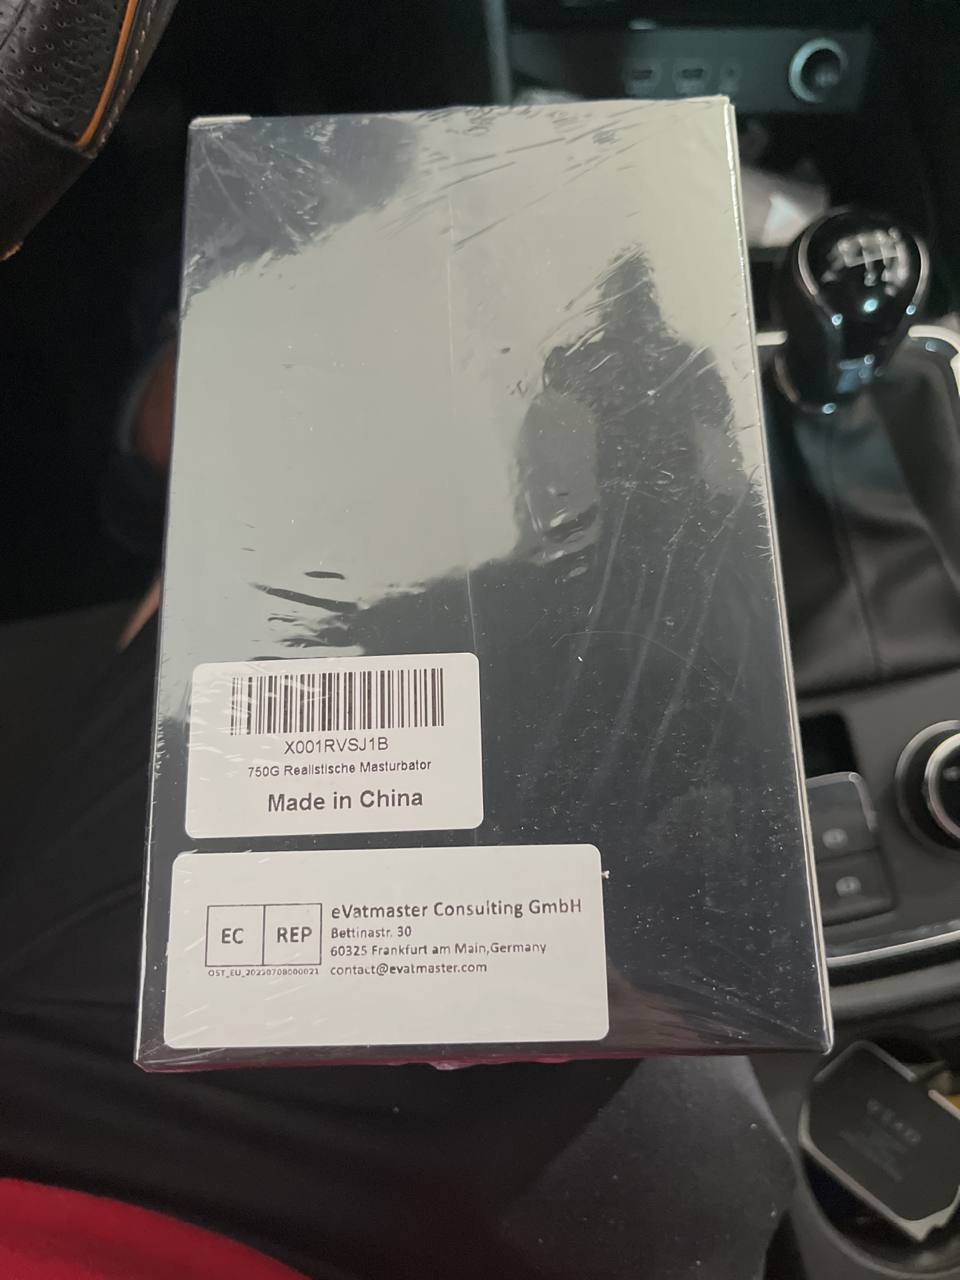 X001RVSJ1B
750G Realistische Masturbator
Made in China
EC REP
eVatmaster Consulting GmbH
Bettinastr. 30
60325 Frankfurt am Main,Germany
contact@evatmaster.com